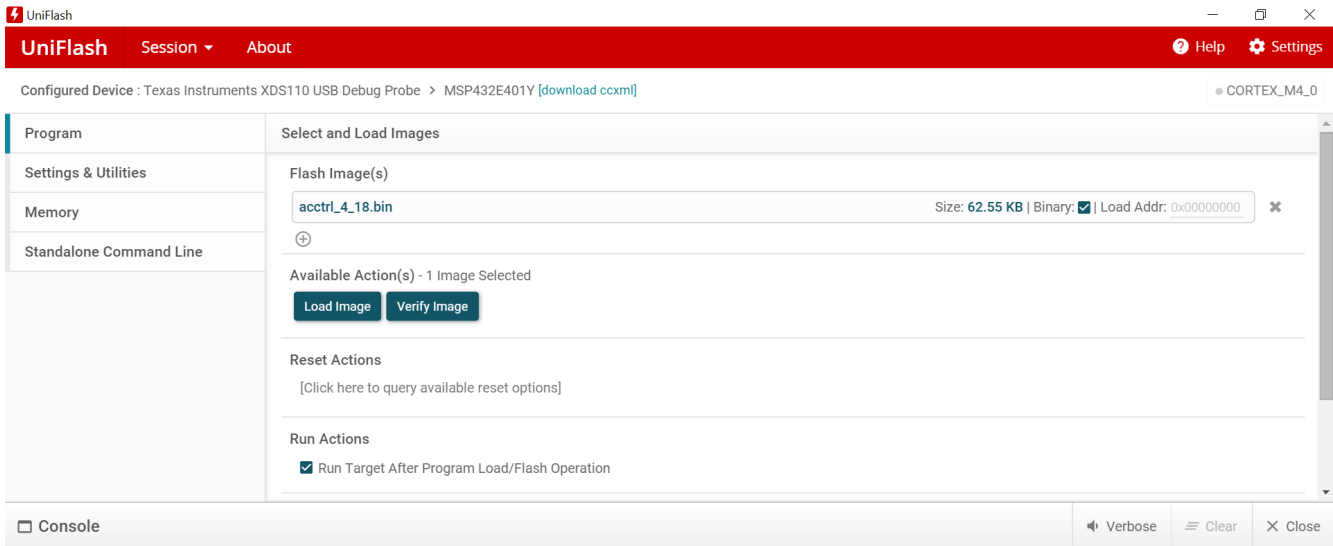 UniFlash
UniFlash Session About Help Settings
Configured Device : Texas Instruments XDS110 USB Debug Probe > MSP432E401Y [download ccxml] CORTEX_M4_0
Program
Settings & Utilities
Memory
Standalone Command Line
Select and Load Images
Flash Image(s)
acctrl_4_18.bin Size: 62.55 KB | Binary: | Load Addr: 0x00000000
Available Action(s) - 1 Image Selected
Load Image Verify Image
Reset Actions
[Click here to query available reset options]
Run Actions
Run Target After Program Load/Flash Operation
Console Verbose Clear Close